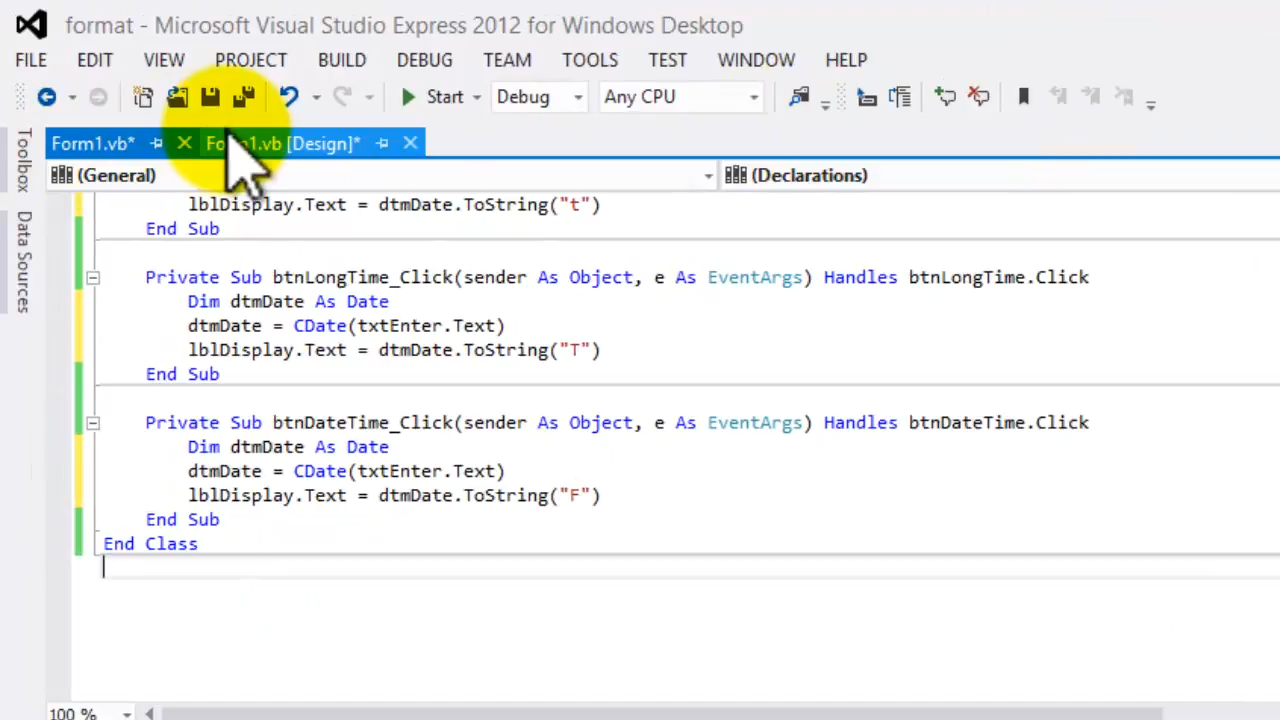 format - Microsoft Visual Studio Express 2012 for Windows Desktop
FILE EDIT VIEW PROJECT BUILD DEBUG TEAM TOOLS TEST WINDOW HELP
Start Debug Any CPU
Form1.vb* Form1.vb [Design]*
Toolbox
Data Sources
(General) (Declarations)
lblDisplay.Text = dtmDate.ToString("t")
End Sub
Private Sub btnLongTime_Click(sender As Object, e As EventArgs) Handles btnLongTime.Click
Dim dtmDate As Date
dtmDate = CDate(txtEnter.Text)
lblDisplay.Text = dtmDate.ToString("T")
End Sub
Private Sub btnDateTime_Click(sender As Object, e As EventArgs) Handles btnDateTime.Click
Dim dtmDate As Date
dtmDate = CDate(txtEnter.Text)
lblDisplay.Text = dtmDate.ToString("F")
End Sub
End Class
100 %